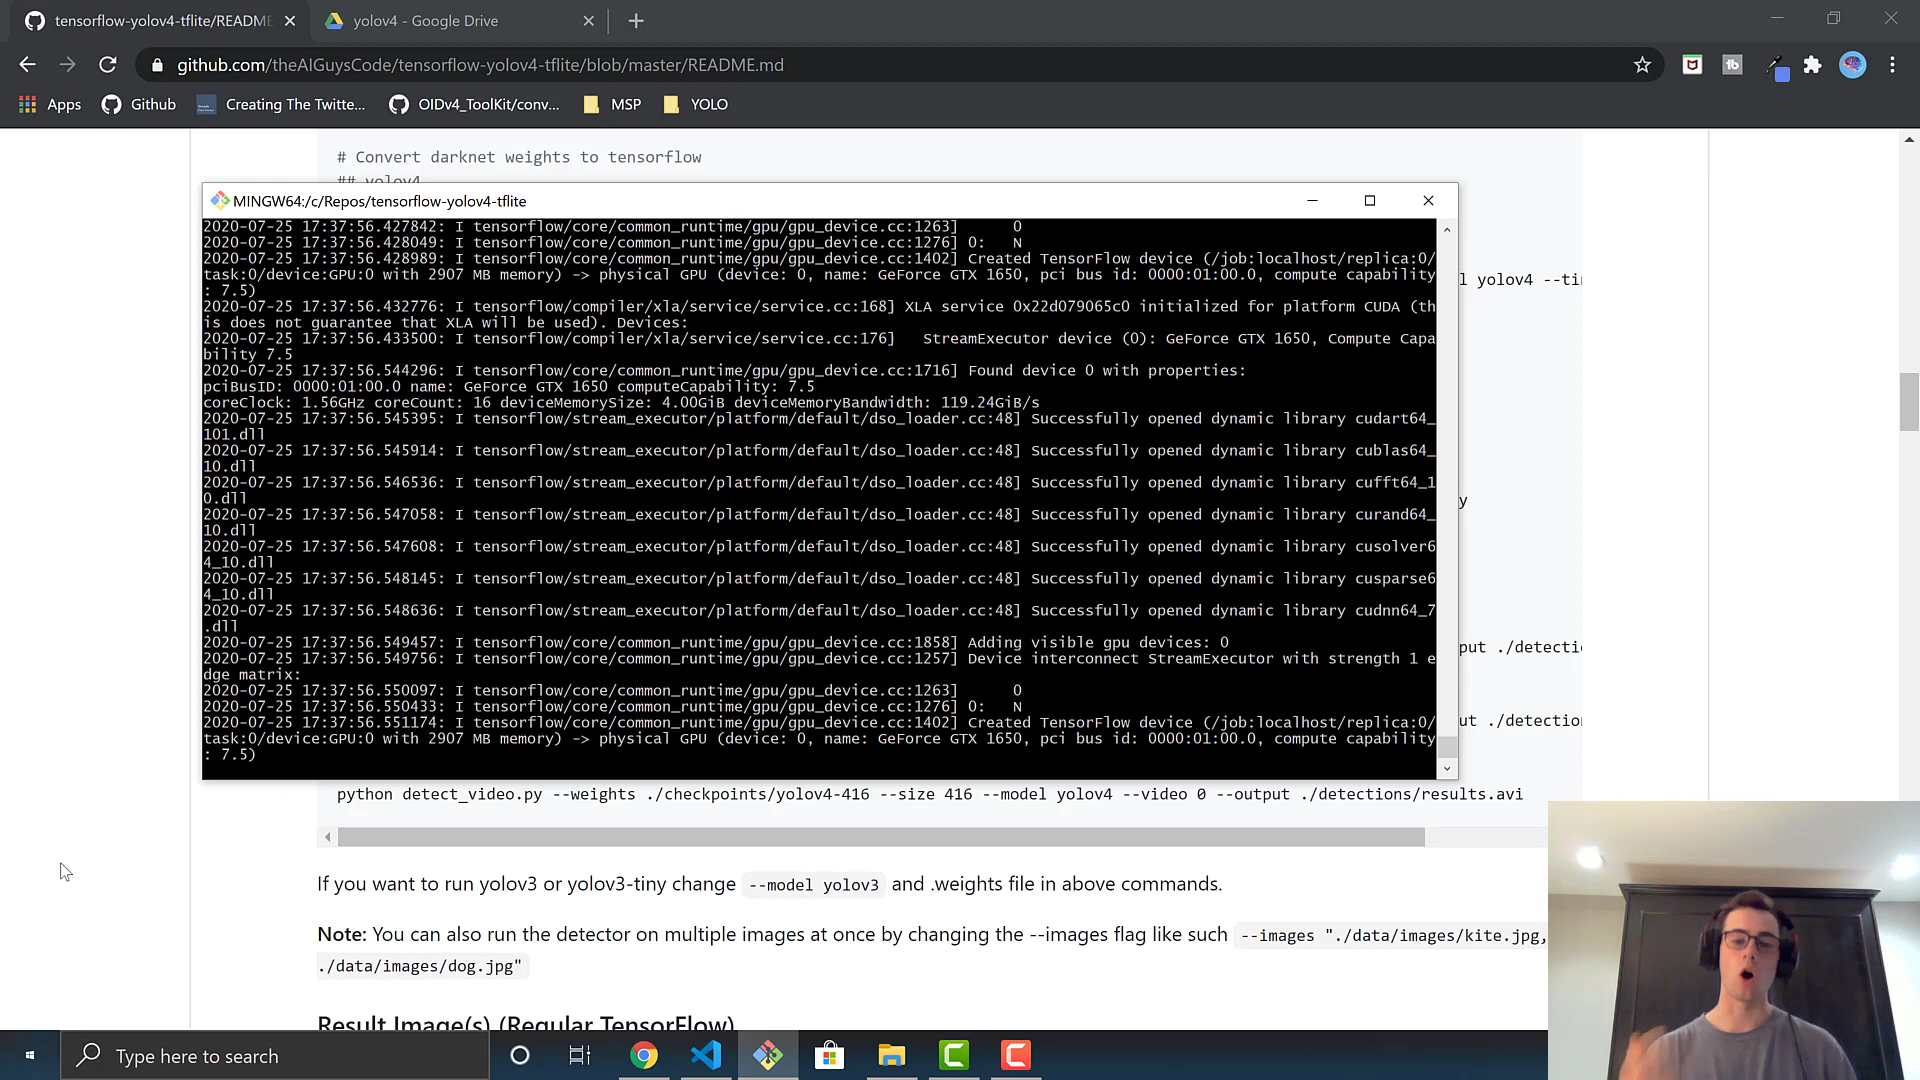 tensorflow-yolov4-tflite/README
yolov4 - Google Drive
github.com/theAIGuysCode/tensorflow-yolov4-tflite/blob/master/README.md
Apps
Github
Creating The Twitte...
OIDv4_ToolKit/conv...
MSP
YOLO
# Convert darknet weights to tensorflow
## yolov4
MINGW64:/c/Repos/tensorflow-yolov4-tflite
2020-07-25 17:37:56.427842: I tensorflow/core/common_runtime/gpu/gpu_device.cc:1263]      0
2020-07-25 17:37:56.428049: I tensorflow/core/common_runtime/gpu/gpu_device.cc:1276] 0:   N
2020-07-25 17:37:56.428989: I tensorflow/core/common_runtime/gpu/gpu_device.cc:1402] Created TensorFlow device (/job:localhost/replica:0/
task:0/device:GPU:0 with 2907 MB memory) -> physical GPU (device: 0, name: GeForce GTX 1650, pci bus id: 0000:01:00.0, compute capability
: 7.5)
2020-07-25 17:37:56.432776: I tensorflow/compiler/xla/service/service.cc:168] XLA service 0x22d079065c0 initialized for platform CUDA (th
is does not guarantee that XLA will be used). Devices:
2020-07-25 17:37:56.433500: I tensorflow/compiler/xla/service/service.cc:176]   StreamExecutor device (0): GeForce GTX 1650, Compute Capa
bility 7.5
2020-07-25 17:37:56.544296: I tensorflow/core/common_runtime/gpu/gpu_device.cc:1716] Found device 0 with properties:
pciBusID: 0000:01:00.0 name: GeForce GTX 1650 computeCapability: 7.5
coreClock: 1.56GHz coreCount: 16 deviceMemorySize: 4.00GiB deviceMemoryBandwidth: 119.24GiB/s
2020-07-25 17:37:56.545395: I tensorflow/stream_executor/platform/default/dso_loader.cc:48] Successfully opened dynamic library cudart64_
101.dll
2020-07-25 17:37:56.545914: I tensorflow/stream_executor/platform/default/dso_loader.cc:48] Successfully opened dynamic library cublas64_
10.dll
2020-07-25 17:37:56.546536: I tensorflow/stream_executor/platform/default/dso_loader.cc:48] Successfully opened dynamic library cufft64_1
0.dll
2020-07-25 17:37:56.547058: I tensorflow/stream_executor/platform/default/dso_loader.cc:48] Successfully opened dynamic library curand64_
10.dll
2020-07-25 17:37:56.547608: I tensorflow/stream_executor/platform/default/dso_loader.cc:48] Successfully opened dynamic library cusolver6
4_10.dll
2020-07-25 17:37:56.548145: I tensorflow/stream_executor/platform/default/dso_loader.cc:48] Successfully opened dynamic library cusparse6
4_10.dll
2020-07-25 17:37:56.548636: I tensorflow/stream_executor/platform/default/dso_loader.cc:48] Successfully opened dynamic library cudnn64_7
.dll
2020-07-25 17:37:56.549457: I tensorflow/core/common_runtime/gpu/gpu_device.cc:1858] Adding visible gpu devices: 0
2020-07-25 17:37:56.549756: I tensorflow/core/common_runtime/gpu/gpu_device.cc:1257] Device interconnect StreamExecutor with strength 1 e
dge matrix:
2020-07-25 17:37:56.550097: I tensorflow/core/common_runtime/gpu/gpu_device.cc:1263]      0
2020-07-25 17:37:56.550433: I tensorflow/core/common_runtime/gpu/gpu_device.cc:1276] 0:   N
2020-07-25 17:37:56.551174: I tensorflow/core/common_runtime/gpu/gpu_device.cc:1402] Created TensorFlow device (/job:localhost/replica:0/
task:0/device:GPU:0 with 2907 MB memory) -> physical GPU (device: 0, name: GeForce GTX 1650, pci bus id: 0000:01:00.0, compute capability
: 7.5)
l yolov4 --tin
y
put ./detectio
ut ./detection
python detect_video.py --weights ./checkpoints/yolov4-416 --size 416 --model yolov4 --video 0 --output ./detections/results.avi
If you want to run yolov3 or yolov3-tiny change --model yolov3 and .weights file in above commands.
Note: You can also run the detector on multiple images at once by changing the --images flag like such --images "./data/images/kite.jpg,
./data/images/dog.jpg"
Result Image(s) (Regular TensorFlow)
Type here to search